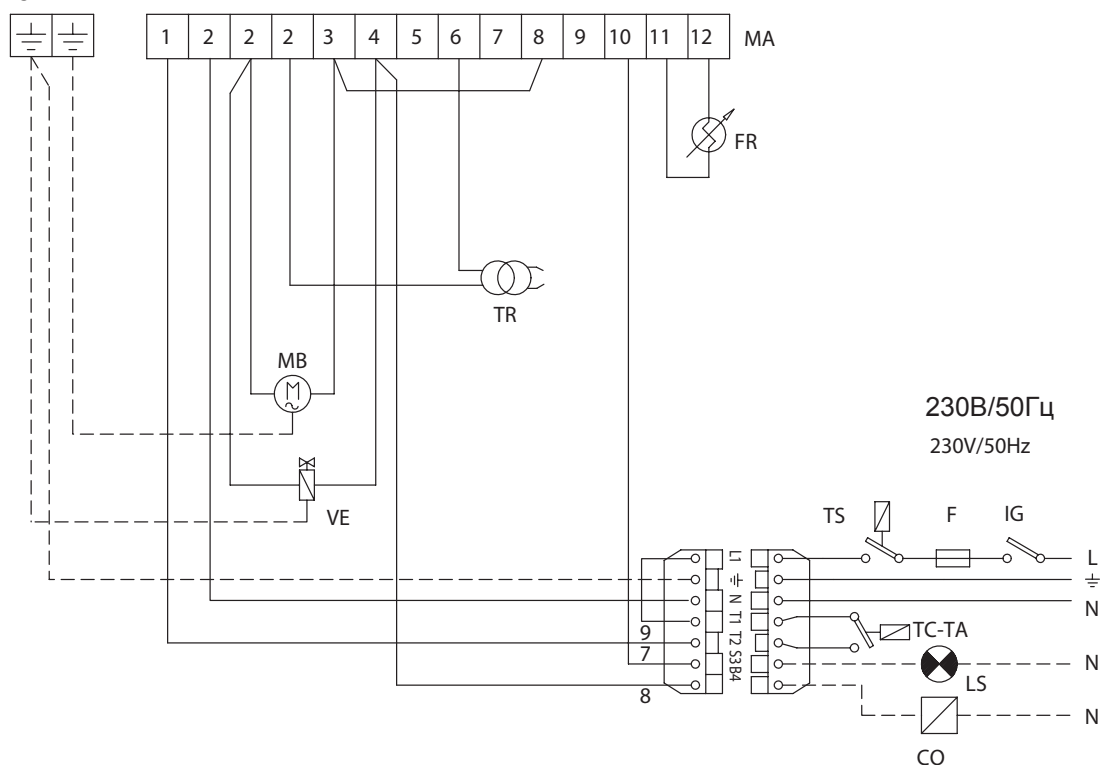 1 2 2 2 3 4 5 6 7 8 9 10 11 12 MA
FR
TR
MB
M
230В/50Гц
230V/50Hz
VE
TS F IG
L1
L
N
N
T1
9
T2
TC-TA
7
S3
N
B4
LS
8
N
CO